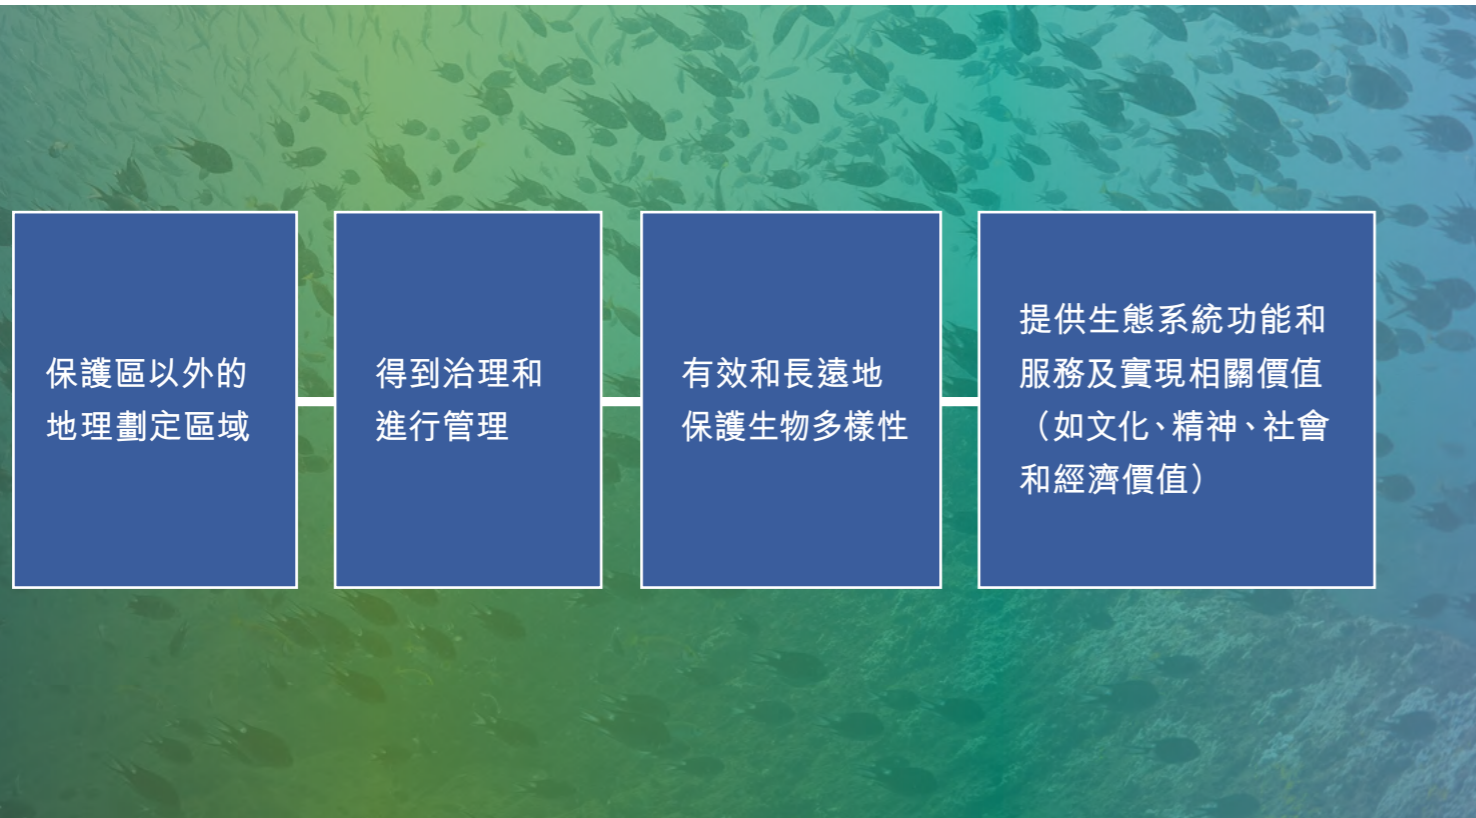 保護區以外的
地理劃定區域
得到治理和
進行管理
有效和長遠地
保護生物多樣性
提供生態系統功能和
服務及實現相關價值
（如文化、精神、社會
和經濟價值）